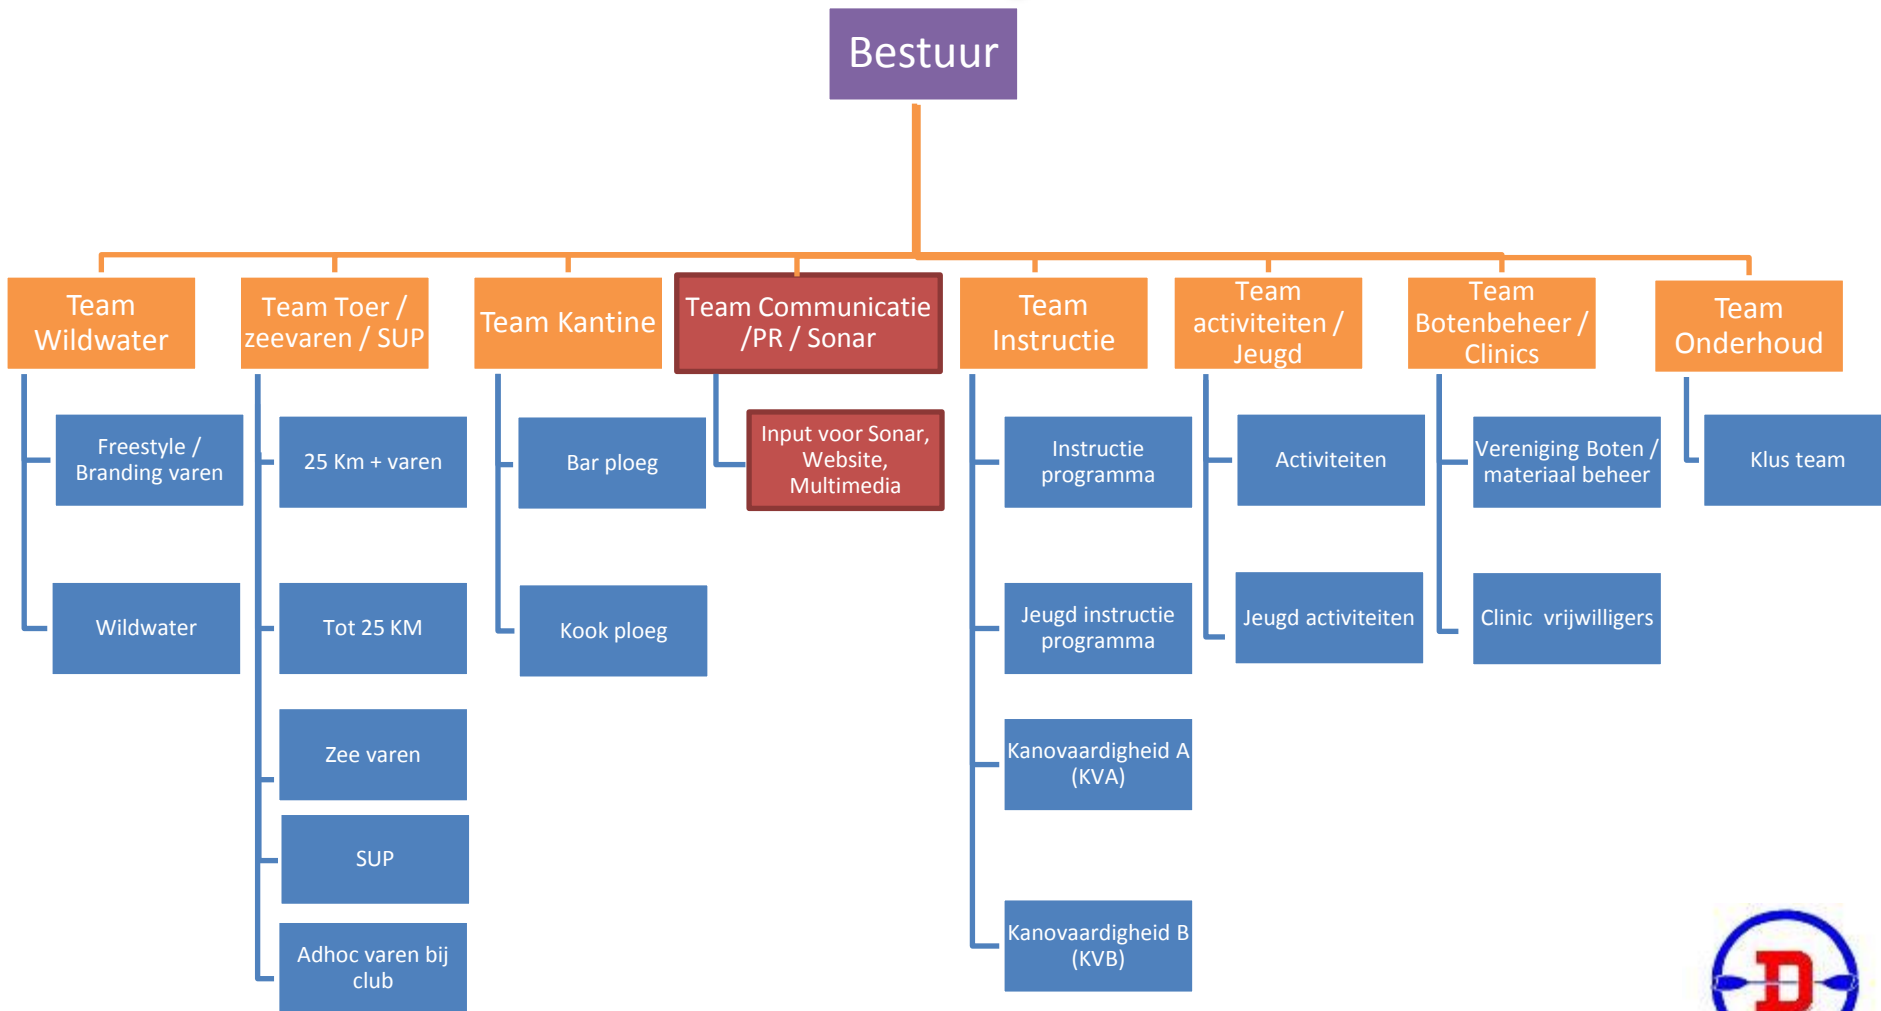 Bestuur
Team
Wildwater
Team Toer /
zeevaren / SUP
Team Kantine
Team Communicatie
/PR / Sonar
Team
Instructie
Team
activiteiten /
Jeugd
Team
Botenbeheer /
Clinics
Team
Onderhoud
Freestyle /
Branding varen
Wildwater
25 Km + varen
Tot 25 KM
Zee varen
SUP
Adhoc varen bij
club
Bar ploeg
Kook ploeg
Input voor Sonar,
Website,
Multimedia
Instructie
programma
Jeugd instructie
programma
Kanovaardigheid A
(KVA)
Kanovaardigheid B
(KVB)
Activiteiten
Jeugd activiteiten
Vereniging Boten /
materiaal beheer
Clinic  vrijwilligers
Klus team
D